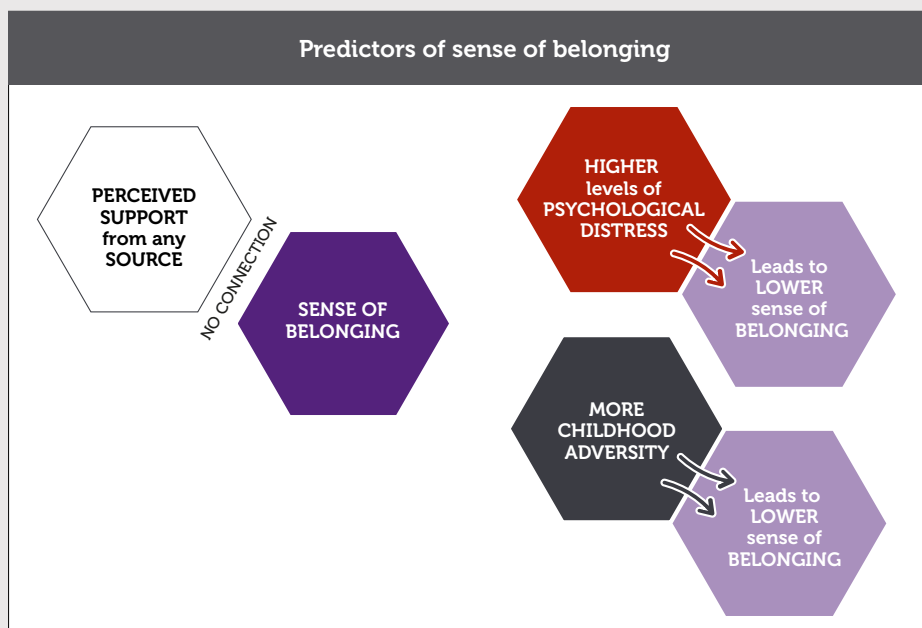 Predictors of sense of belonging
PERCEIVED
SUPPORT
from any
SOURCE
NO CONNECTION
SENSE OF
BELONGING
HIGHER
levels of
PSYCHOLOGICAL
DISTRESS
Leads to
LOWER
sense of
BELONGING
MORE
CHILDHOOD
ADVERSITY
Leads to
LOWER
sense of
BELONGING